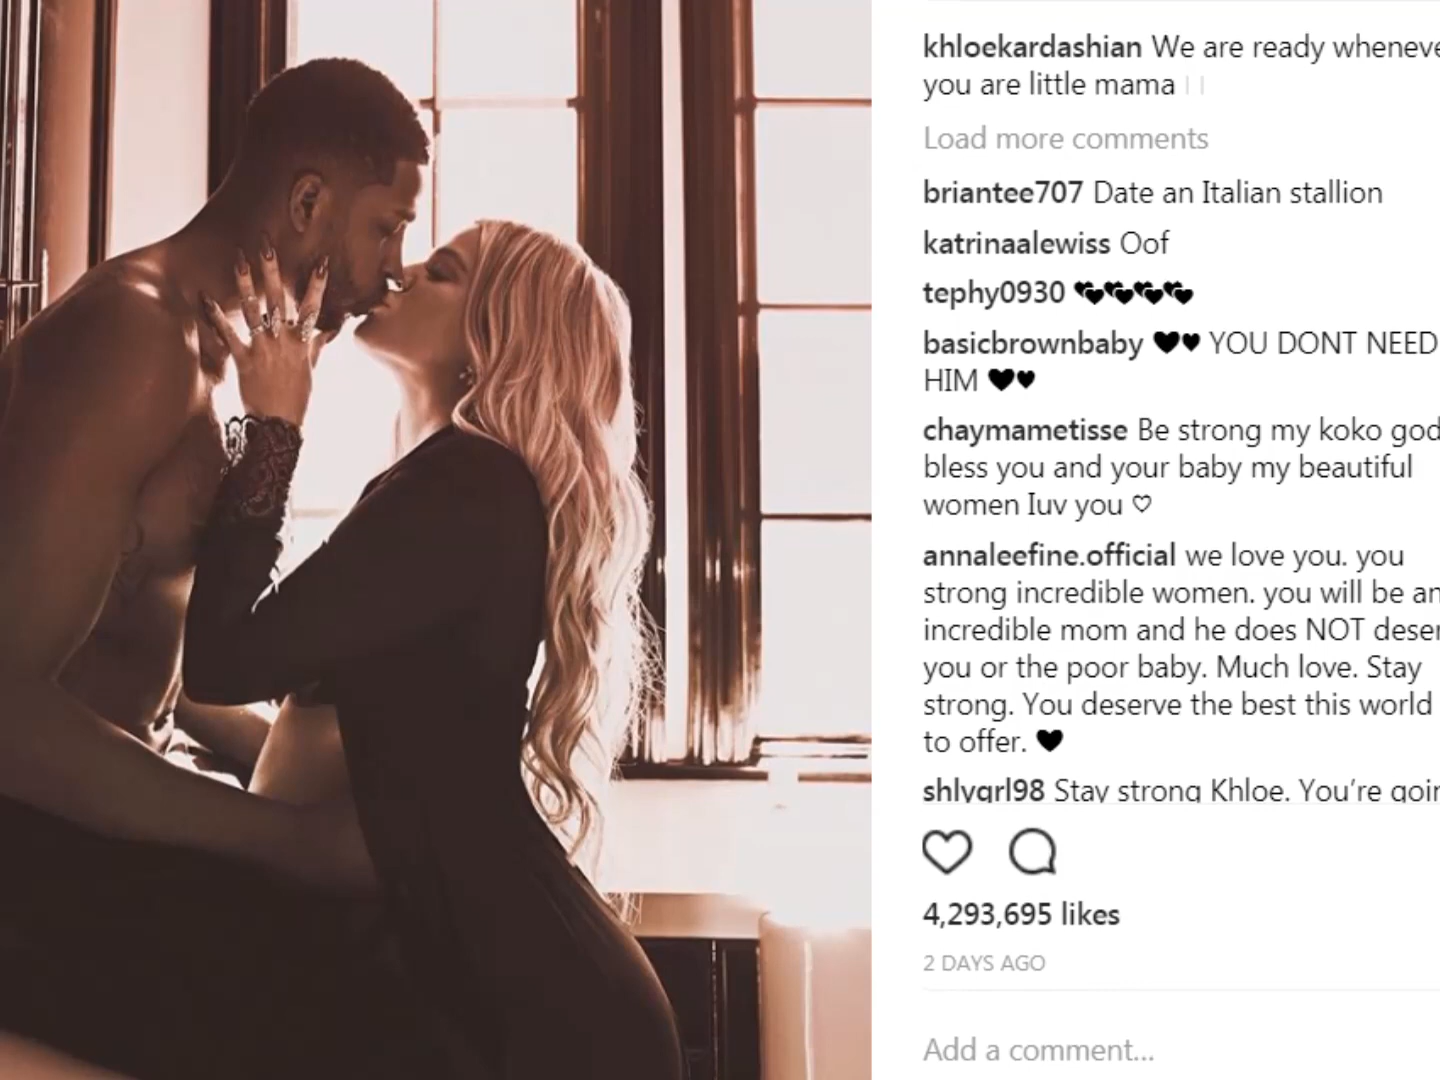 khloekardashian We are ready wheneve
you are little mama
Load more comments
briantee707 Date an Italian stallion
katrinaalewiss Oof
tephy0930
basicbrownbaby YOU DONT NEED
HIM
chaymametisse Be strong my koko god
bless you and your baby my beautiful
women Iuv you ♡
annaleefine.official we love you. you
strong incredible women. you will be an
incredible mom and he does NOT deser
you or the poor baby. Much love. Stay
strong. You deserve the best this world
to offer. ♥
shlygrl98 Stay strong Khloe. You’re goin
4,293,695 likes
2 DAYS AGO
Add a comment...